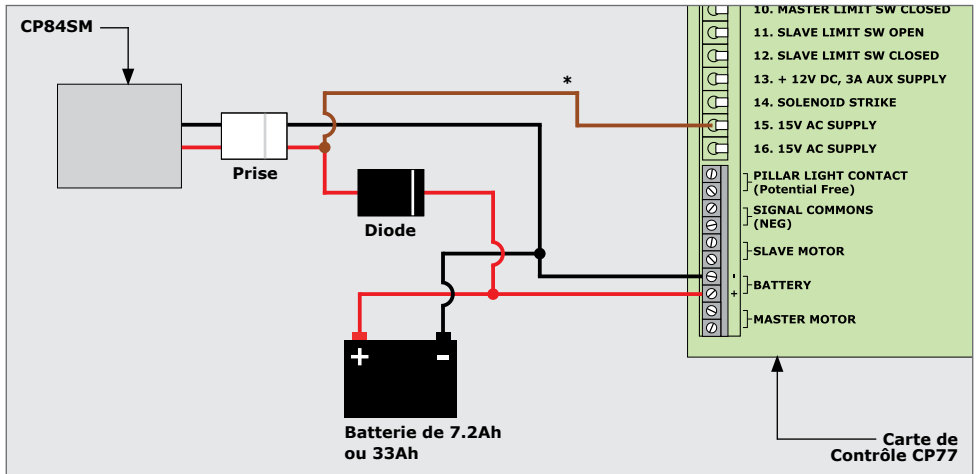 CP84SM
10. MASTER LIMIT SW CLOSED
11. SLAVE LIMIT SW OPEN
12. SLAVE LIMIT SW CLOSED
13. + 12V DC, 3A AUX SUPPLY
14. SOLENOID STRIKE
15. 15V AC SUPPLY
16. 15V AC SUPPLY
*
Prise
Diode
PILLAR LIGHT CONTACT
(Potential Free)
SIGNAL COMMONS
(NEG)
SLAVE MOTOR
-
BATTERY
+
MASTER MOTOR
+ -
Batterie de 7.2Ah
ou 33Ah
Carte de
Contrôle CP77